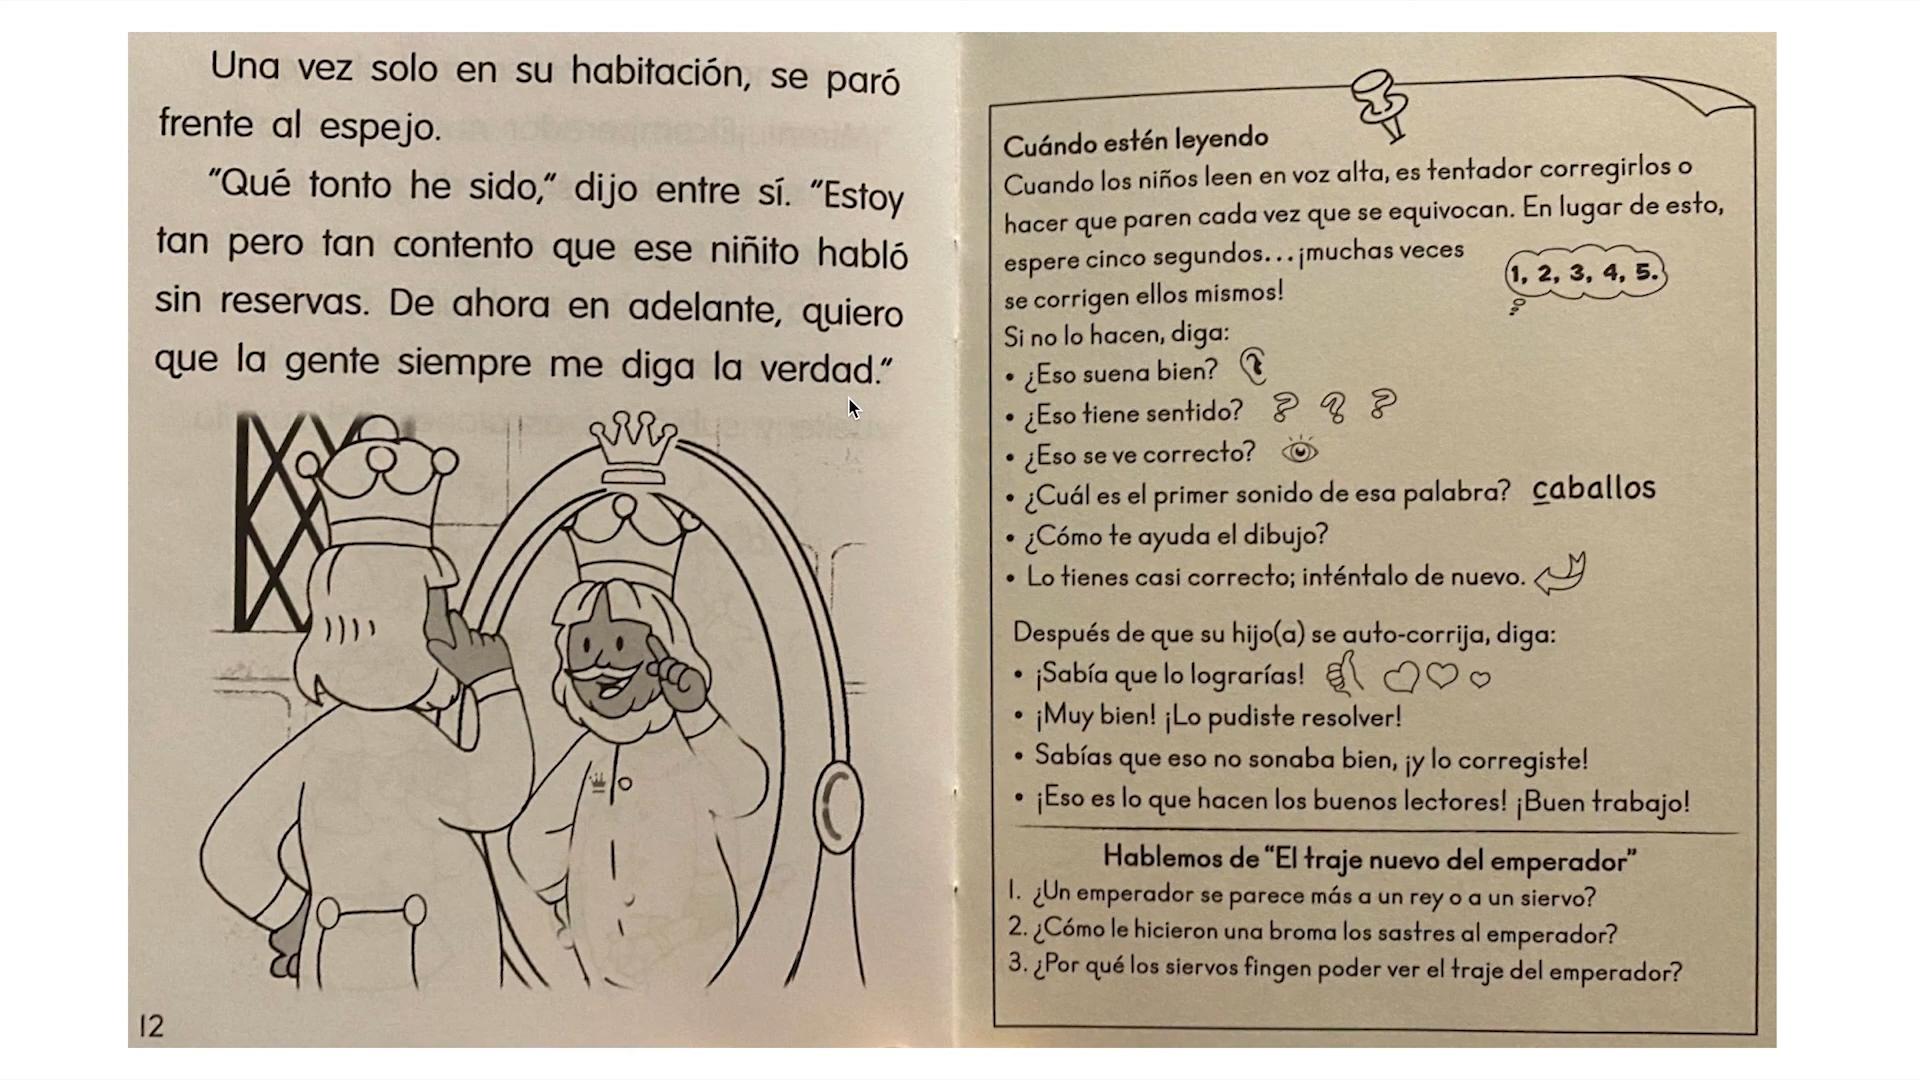 Una vez solo en su habitación, se paró
frente al espejo.
"Qué tonto he sido," dijo entre sí. "Estoy
tan pero tan contento que ese niñito habló
sin reservas. De ahora en adelante, quiero
que la gente siempre me diga la verdad."
12
Cuándo estén leyendo
Cuando los niños leen en voz alta, es tentador corregirlos o
hacer que paren cada vez que se equivocan. En lugar de esto,
espere cinco segundos...¡muchas veces
se corrigen ellos mismos!
1, 2, 3, 4, 5.
Si no lo hacen, diga:
• ¿Eso suena bien?
• ¿Eso tiene sentido? ? ? ?
• ¿Eso se ve correcto?
• ¿Cuál es el primer sonido de esa palabra? caballos
• ¿Cómo te ayuda el dibujo?
• Lo tienes casi correcto; inténtalo de nuevo.
Después de que su hijo(a) se auto-corrija, diga:
• ¡Sabía que lo lograrías!
• ¡Muy bien! ¡Lo pudiste resolver!
• Sabías que eso no sonaba bien, ¡y lo corregiste!
• ¡Eso es lo que hacen los buenos lectores! ¡Buen trabajo!
Hablemos de "El traje nuevo del emperador"
1. ¿Un emperador se parece más a un rey o a un siervo?
2. ¿Cómo le hicieron una broma los sastres al emperador?
3. ¿Por qué los siervos fingen poder ver el traje del emperador?